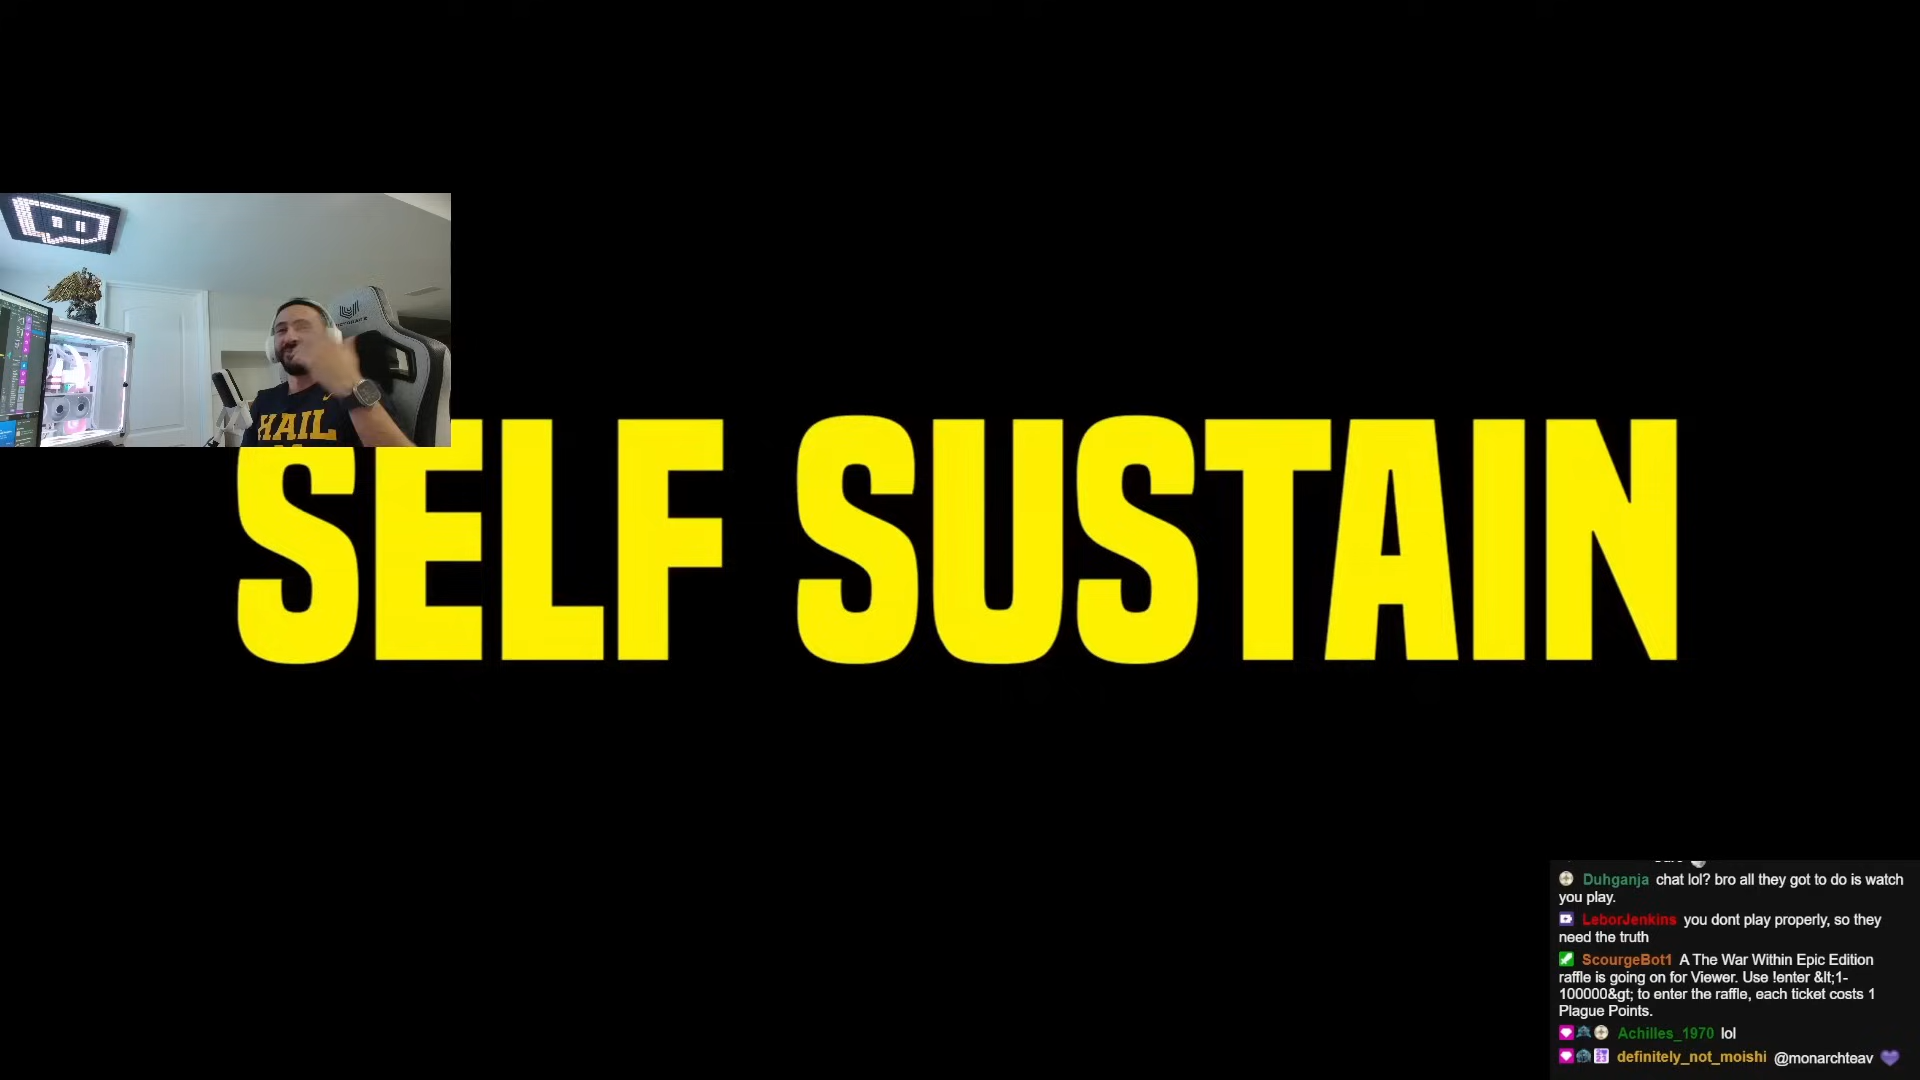 HAIL
SELF SUSTAIN
Duhganja chat lol? bro all they got to do is watch
you play.
LeborJenkins you dont play properly, so they
need the truth
ScourgeBot1 A The War Within Epic Edition
raffle is going on for Viewer. Use !enter &lt;1-
100000&gt; to enter the raffle, each ticket costs 1
Plague Points.
Achilles_1970 lol
definitely_not_moishi @monarchteav